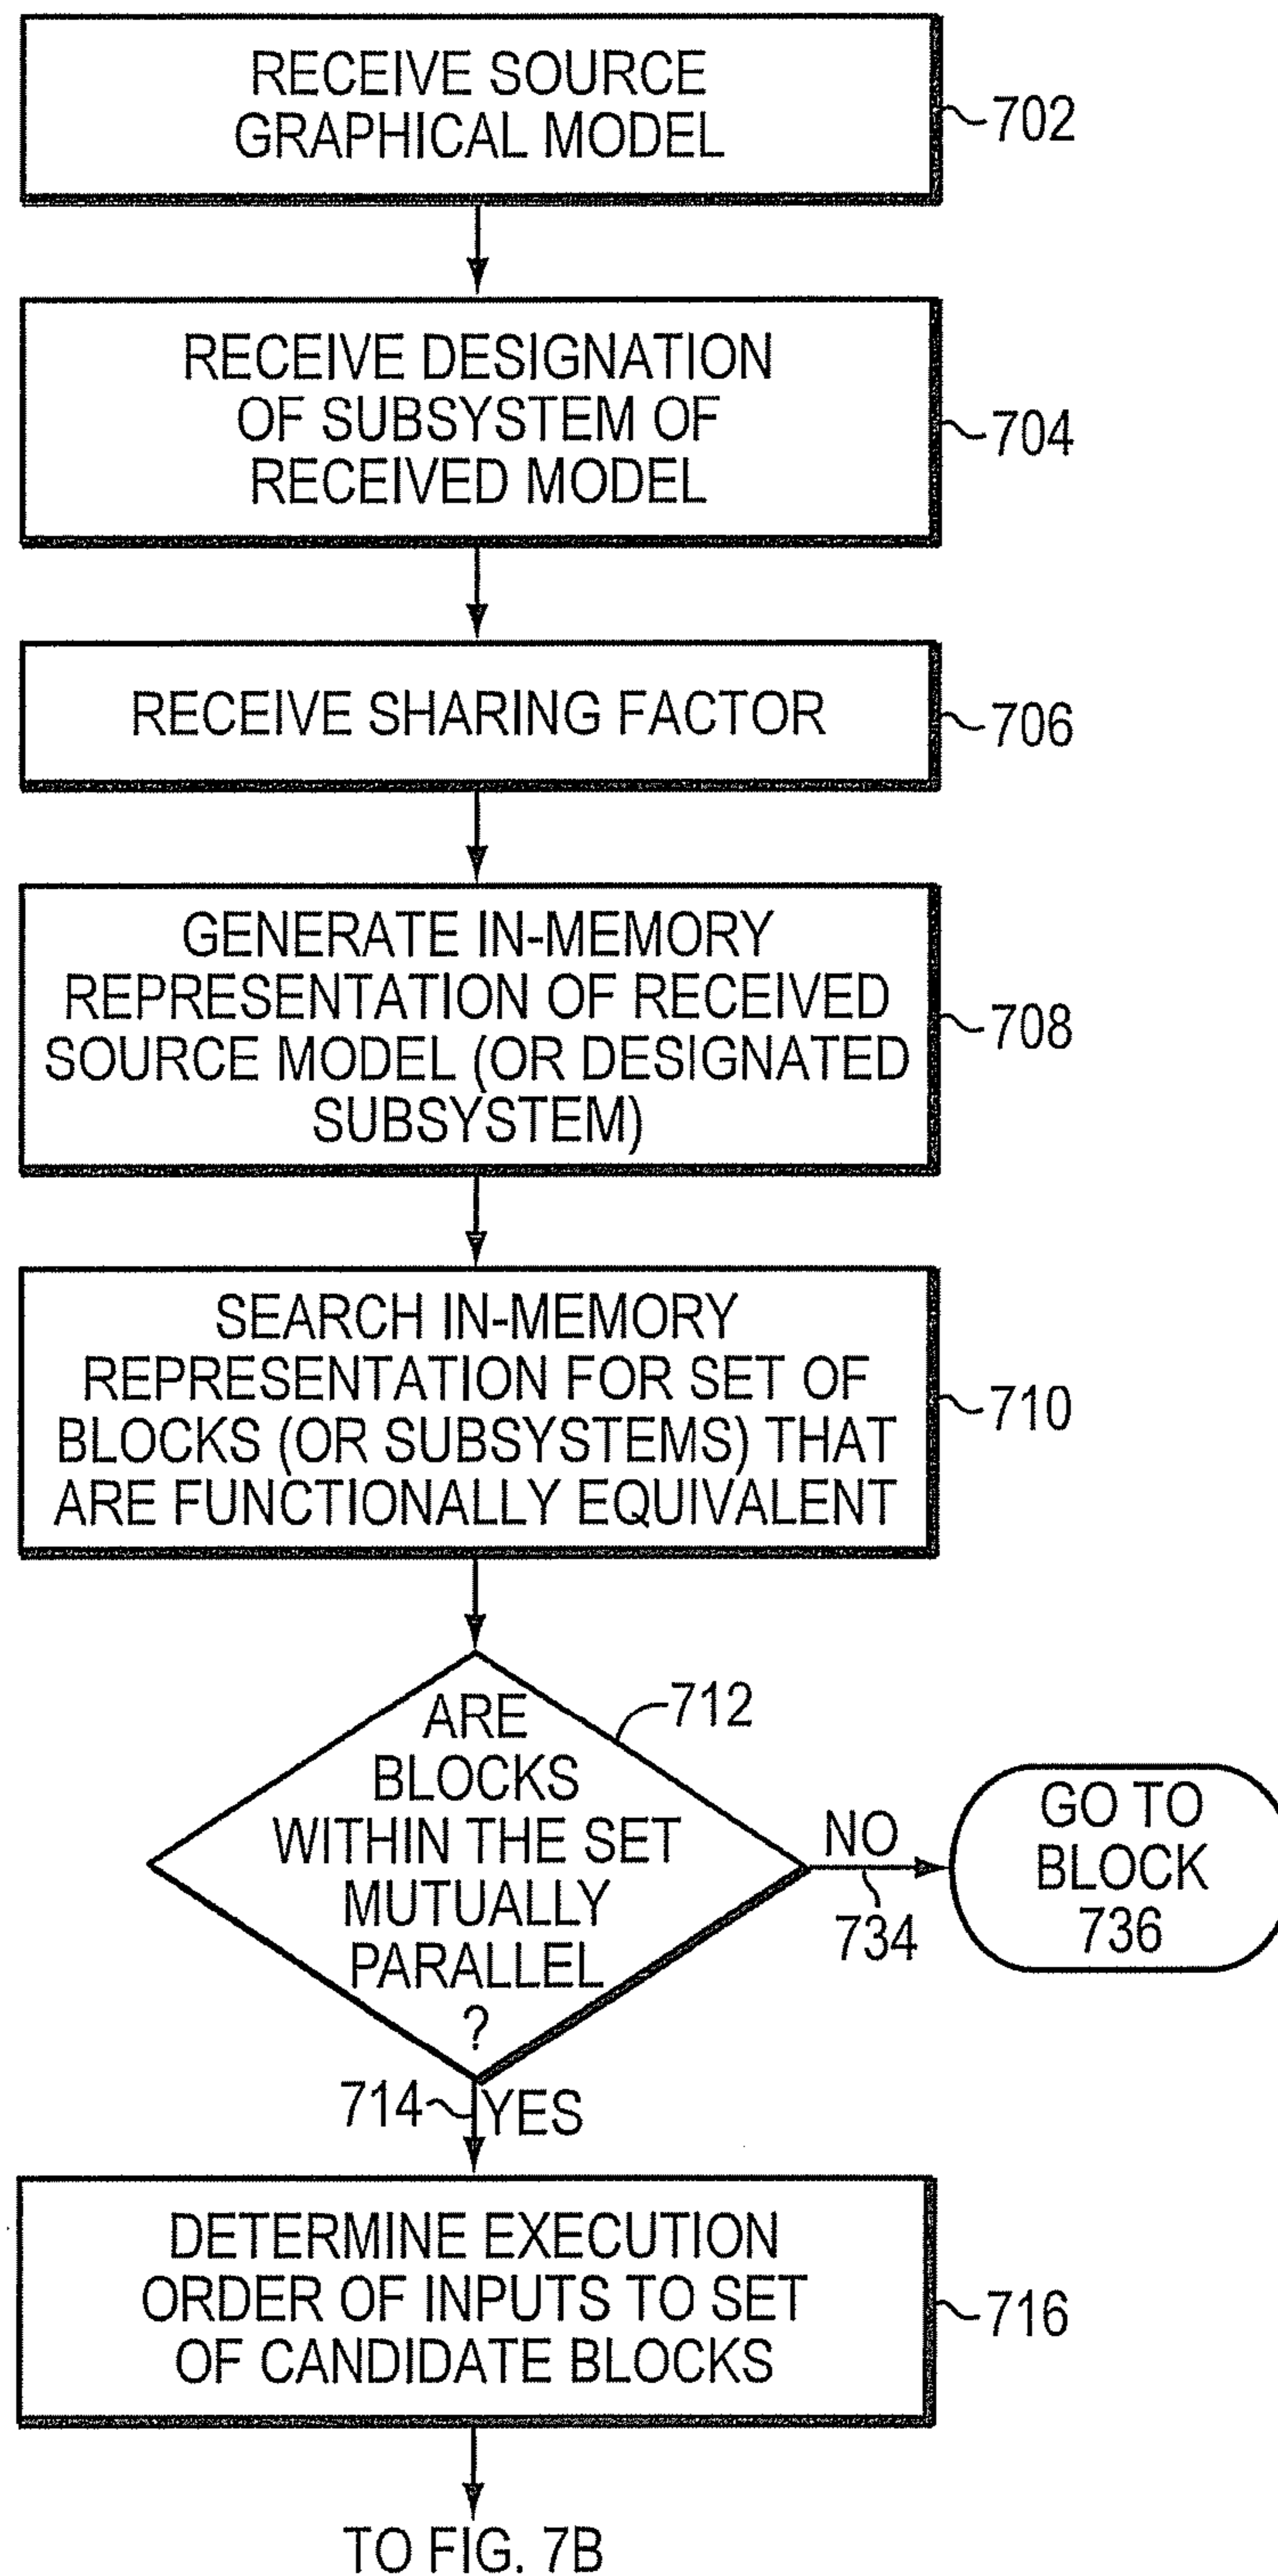 RECEIVE SOURCE
GRAPHICAL MODEL
702
RECEIVE DESIGNATION
OF SUBSYSTEM OF
RECEIVED MODEL
704
RECEIVE SHARING FACTOR
706
GENERATE IN-MEMORY
REPRESENTATION OF RECEIVED
SOURCE MODEL (OR DESIGNATED
SUBSYSTEM)
708
SEARCH IN-MEMORY
REPRESENTATION FOR SET OF
BLOCKS (OR SUBSYSTEMS) THAT
ARE FUNCTIONALLY EQUIVALENT
710
ARE
BLOCKS
WITHIN THE SET
MUTUALLY
PARALLEL
?
712
NO
734
GO TO
BLOCK
736
714
YES
DETERMINE EXECUTION
ORDER OF INPUTS TO SET
OF CANDIDATE BLOCKS
716
TO FIG. 7B